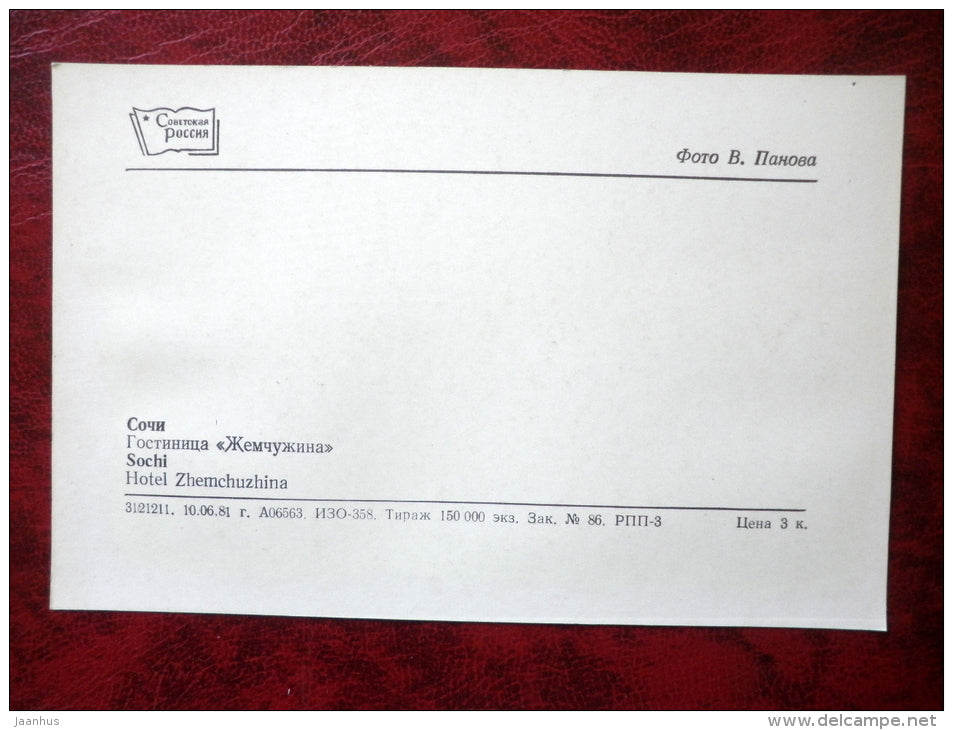 Советская
Россия
Фото В. Панова
Сочи
Гостиница «Жемчужина»
Sochi
Hotel Zhemchuzhina
3121211. 10.06.81 г. А06563. ИЗО-358. Тираж 150 000 экз. Зак. № 86. РПП-3 Цена 3 к.
jaanhus
www.delcampe.net